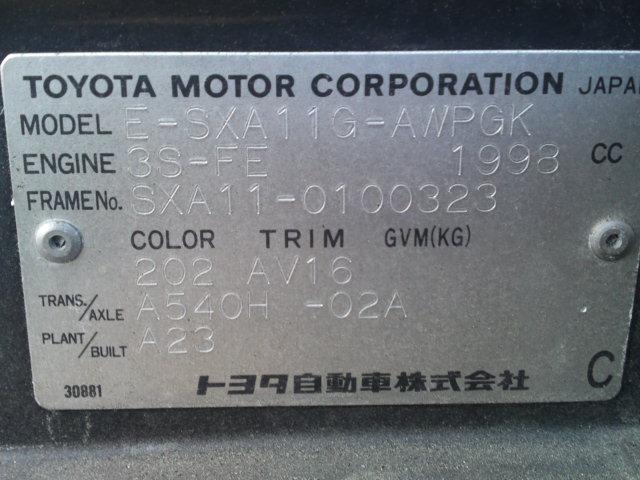 TOYOTA MOTOR CORPORATION JAPAN
MODEL E-SXA11G-AWPGK
ENGINE 3S-FE 1998 CC
FRAME No. SXA11-0100323
COLOR TRIM GVM(KG)
202 AV16
TRANS./AXLE A540H -02A
PLANT/BUILT A23
30881 トヨタ自動車株式会社 C